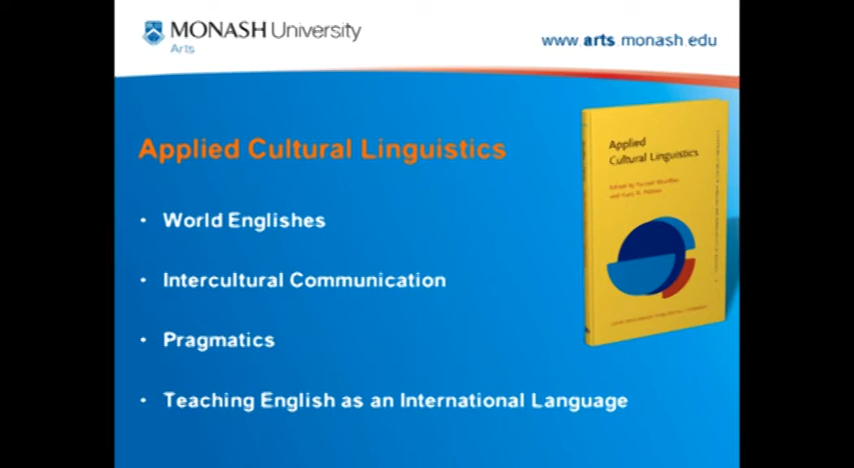 MONASH University
Arts
www arts monash edu
Applied Cultural Linguistics
• World Englishes
• Intercultural Communication
• Pragmatics
• Teaching English as an International Language
Applied
Cultural Linguistics